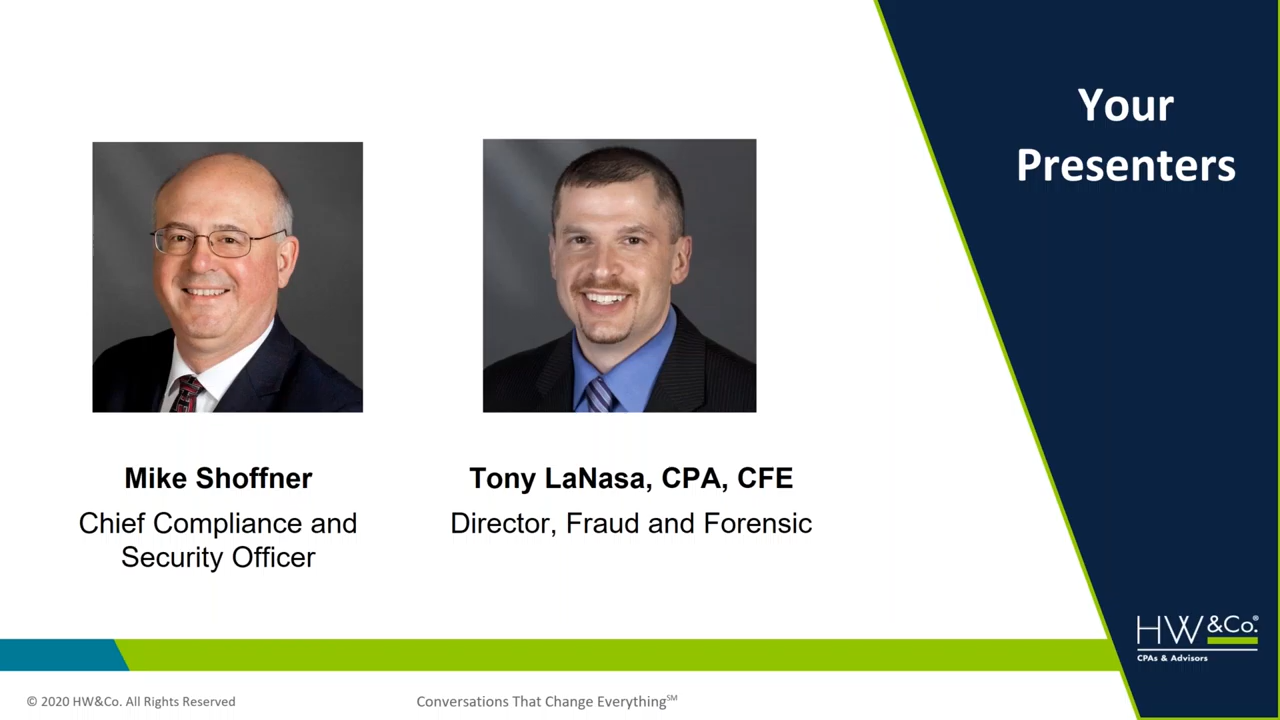 Your
Presenters
Mike Shoffner
Chief Compliance and
Security Officer
Tony LaNasa, CPA, CFE
Director, Fraud and Forensic
HW&Co.®
CPAs & Advisors
© 2020 HW&Co. All Rights Reserved
Conversations That Change Everything℠